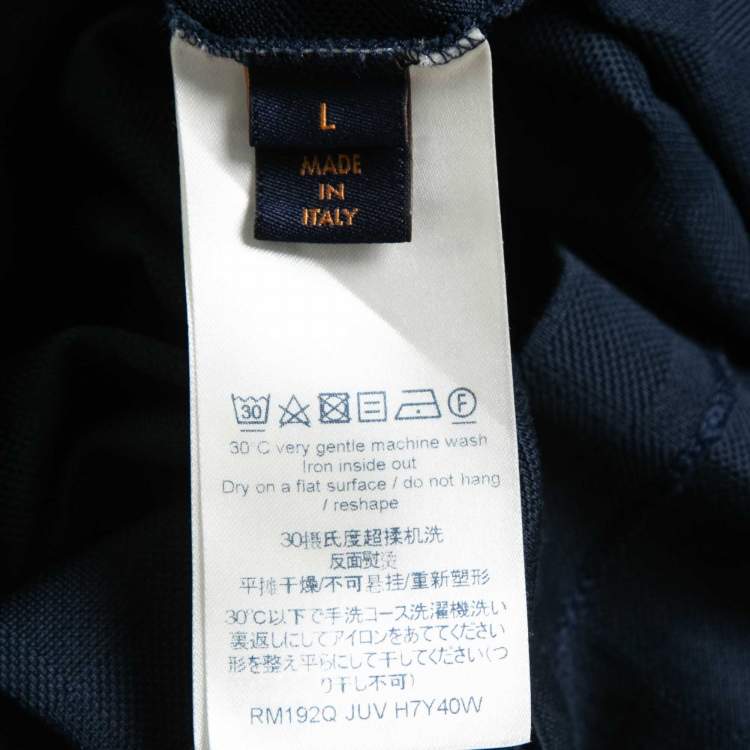 L
MADE
IN
ITALY
30
F
30°C very gentle machine wash
Iron inside out
Dry on a flat surface / do not hang
/ reshape
30摄氏度超揉机洗
反面熨烫
平摊干燥/不可悬挂/重新塑形
30°C以下で手洗コース洗濯機洗い
裏返しにしてアイロンをあててください
形を整え平らにして干してください(つ
り干し不可)
RM192Q JUV H7Y40W